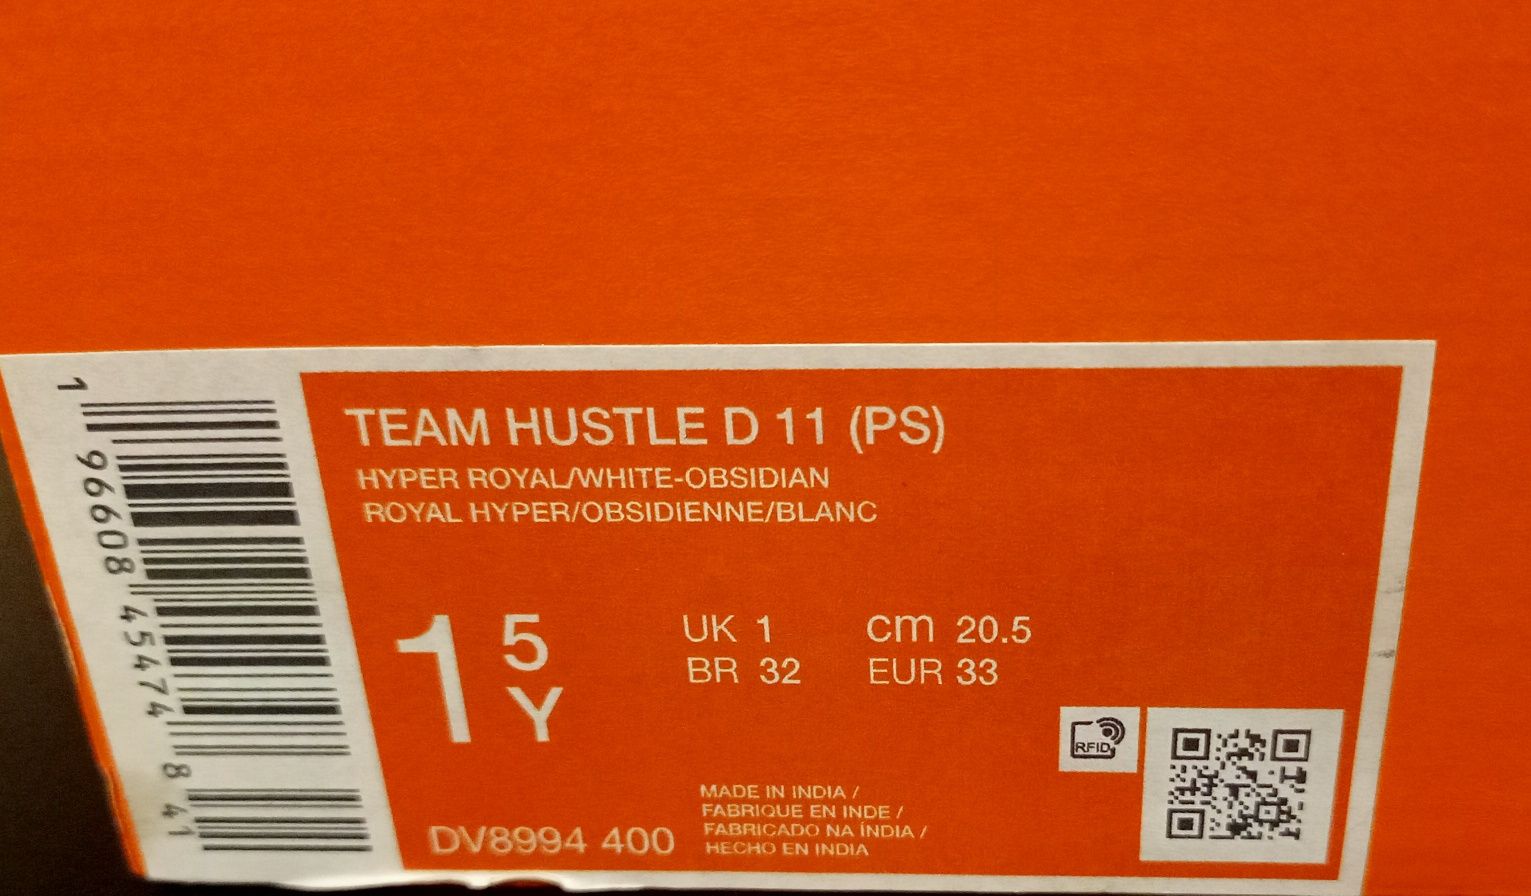 TEAM HUSTLE D 11 (PS)
HYPER ROYAL/WHITE-OBSIDIAN
ROYAL HYPER/OBSIDIENNE/BLANC
1 5 Y
UK 1 cm 20.5
BR 32 EUR 33
RFID
MADE IN INDIA /
FABRIQUE EN INDE /
FABRICADO NA ÍNDIA /
HECHO EN INDIA
DV8994 400
1 96608 45474 8 41